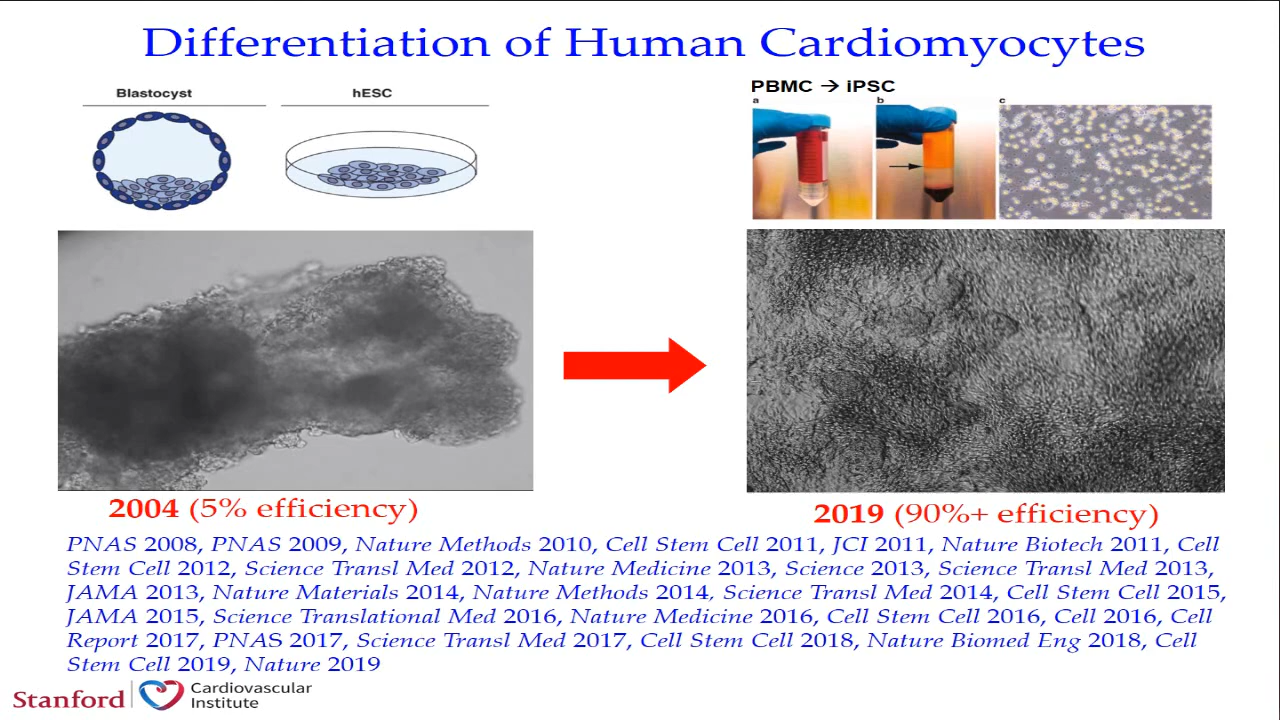 Differentiation of Human Cardiomyocytes
Blastocyst
hESC
PBMC → iPSC
a
b
c
2004 (5% efficiency)
2019 (90%+ efficiency)
PNAS 2008, PNAS 2009, Nature Methods 2010, Cell Stem Cell 2011, JCI 2011, Nature Biotech 2011, Cell
Stem Cell 2012, Science Transl Med 2012, Nature Medicine 2013, Science 2013, Science Transl Med 2013,
JAMA 2013, Nature Materials 2014, Nature Methods 2014, Science Transl Med 2014, Cell Stem Cell 2015,
JAMA 2015, Science Translational Med 2016, Nature Medicine 2016, Cell Stem Cell 2016, Cell 2016, Cell
Report 2017, PNAS 2017, Science Transl Med 2017, Cell Stem Cell 2018, Nature Biomed Eng 2018, Cell
Stem Cell 2019, Nature 2019
Stanford
Cardiovascular
Institute